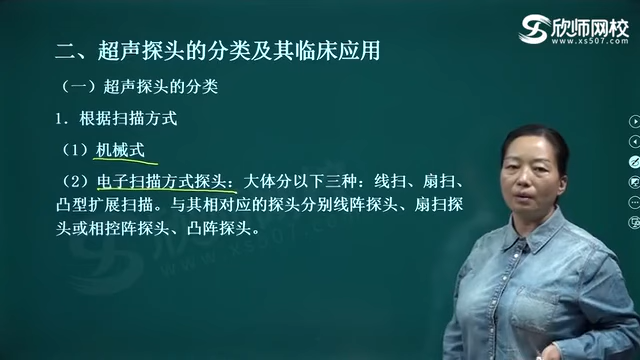 欣师网校
www.xs507.com
二、超声探头的分类及其临床应用
（一）超声探头的分类
1．根据扫描方式
（1）机械式
（2）电子扫描方式探头：大体分以下三种：线扫、扇扫、
凸型扩展扫描。与其相对应的探头分别线阵探头、扇扫探
头或相控阵探头、凸阵探头。